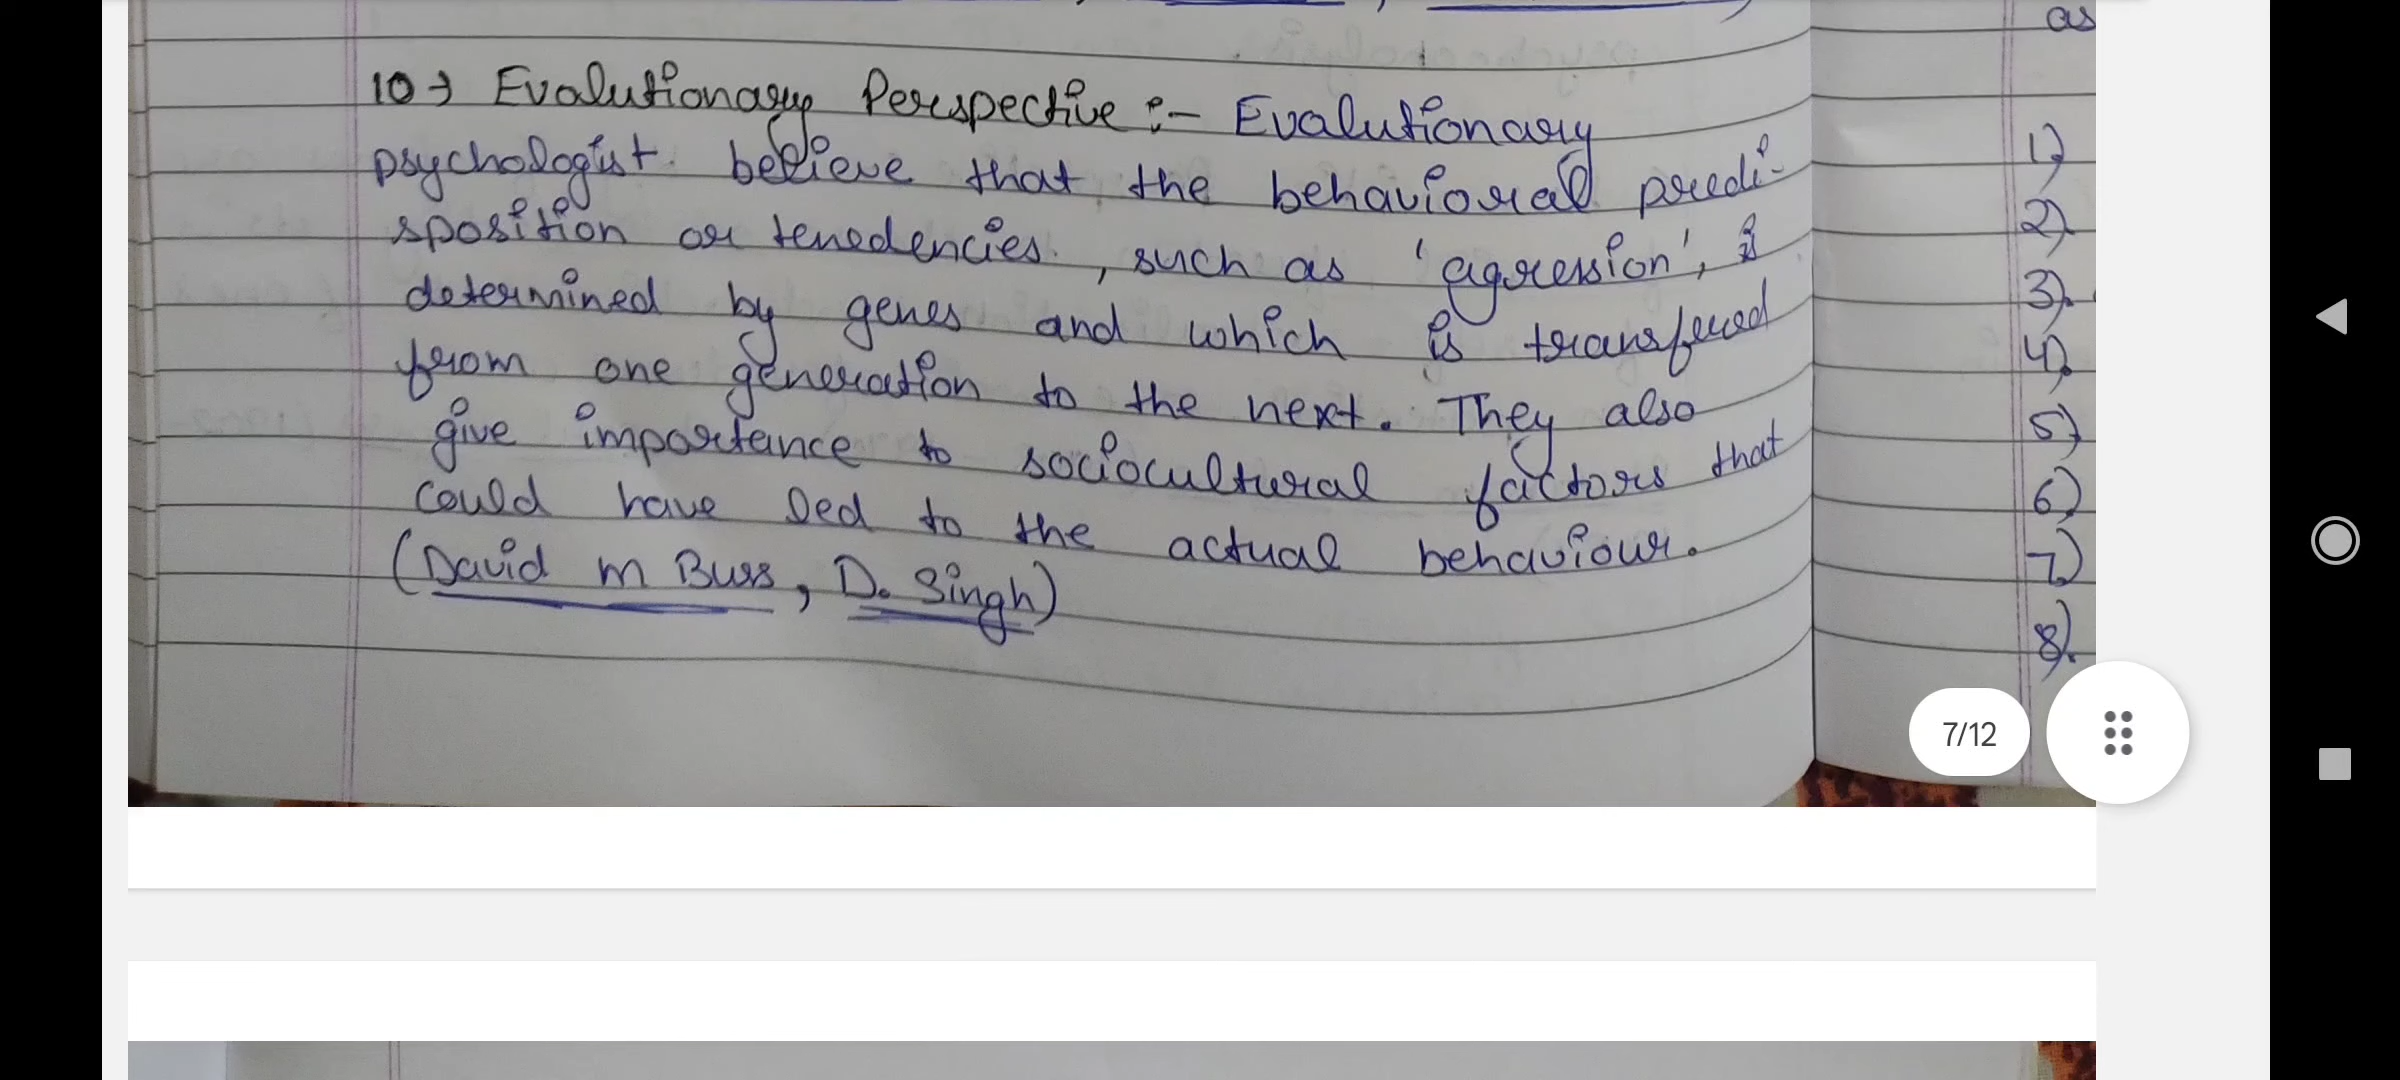 as
10→ Evalutionary Perspective :- Evalutionary
psychologist believe that the behavioral predi-
sposition or tenedencies, such as 'agression', is
determined by genes and which is transfered
from one generation to the next. They also
give importance to sociocultural factors that
could have led to the actual behaviour.
(David m Buss, D. Singh)
1)
2)
3).
4).
5)
6)
7)
8).
7/12